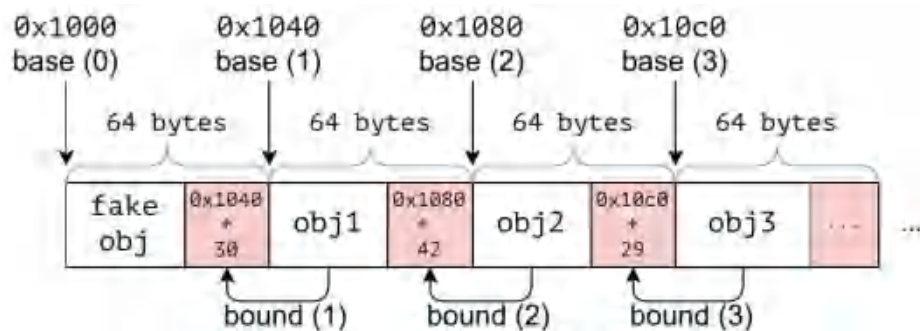 0x1000 0x1040 0x1080 0x10c0
base (0) base (1) base (2) base (3)
64 bytes 64 bytes 64 bytes 64 bytes
fake
obj
0x1040
+
30
obj1
0x1080
+
42
obj2
0x10c0
+
29
obj3
...
...
bound (1) bound (2) bound (3)